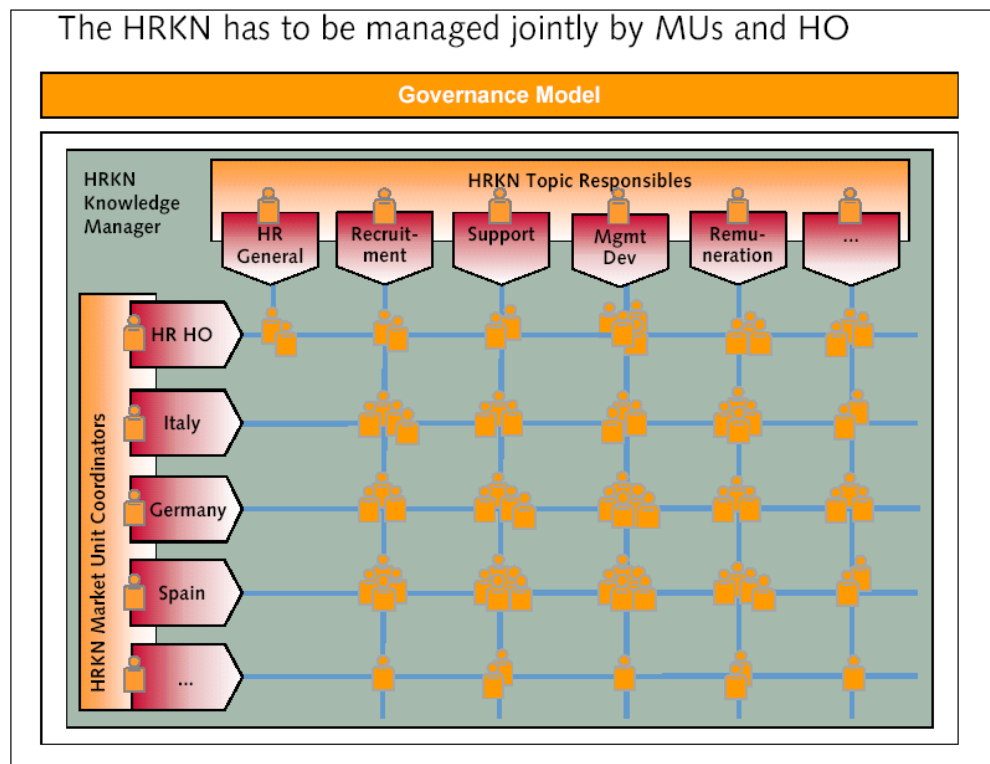 The HRKN has to be managed jointly by MUs and HO
Governance Model
HRKN
Knowledge
Manager
HRKN Topic Responsibles
HR
General
Recruit-
ment
Support
Mgmt
Dev
Remu-
neration
...
HRKN Market Unit Coordinators
HR HO
Italy
Germany
Spain
...